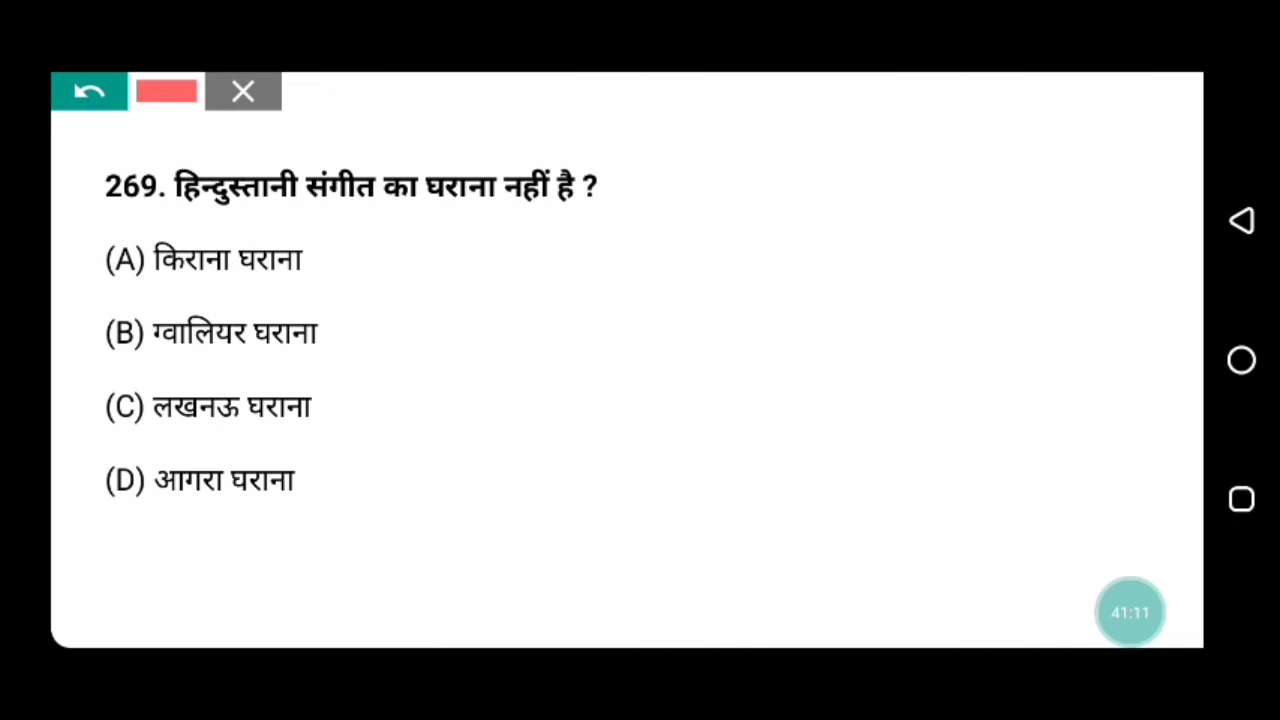 269. हिन्दुस्तानी संगीत का घराना नहीं है ?
(A) किराना घराना
(B) ग्वालियर घराना
(C) लखनऊ घराना
(D) आगरा घराना
41:11